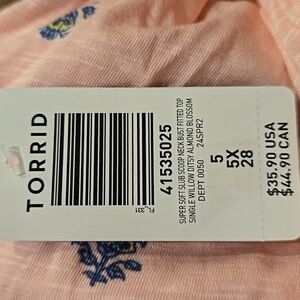 TORRID
FL_391
41535025
SUPER SOFT SLUB SCOOP NECK BUST FITTED TOP
SINGLE WILLOW DITSY ALMOND BLOSSOM
DEPT 0050 24SPR2
5
5X
28
$35.90 USA
$44.90 CAN